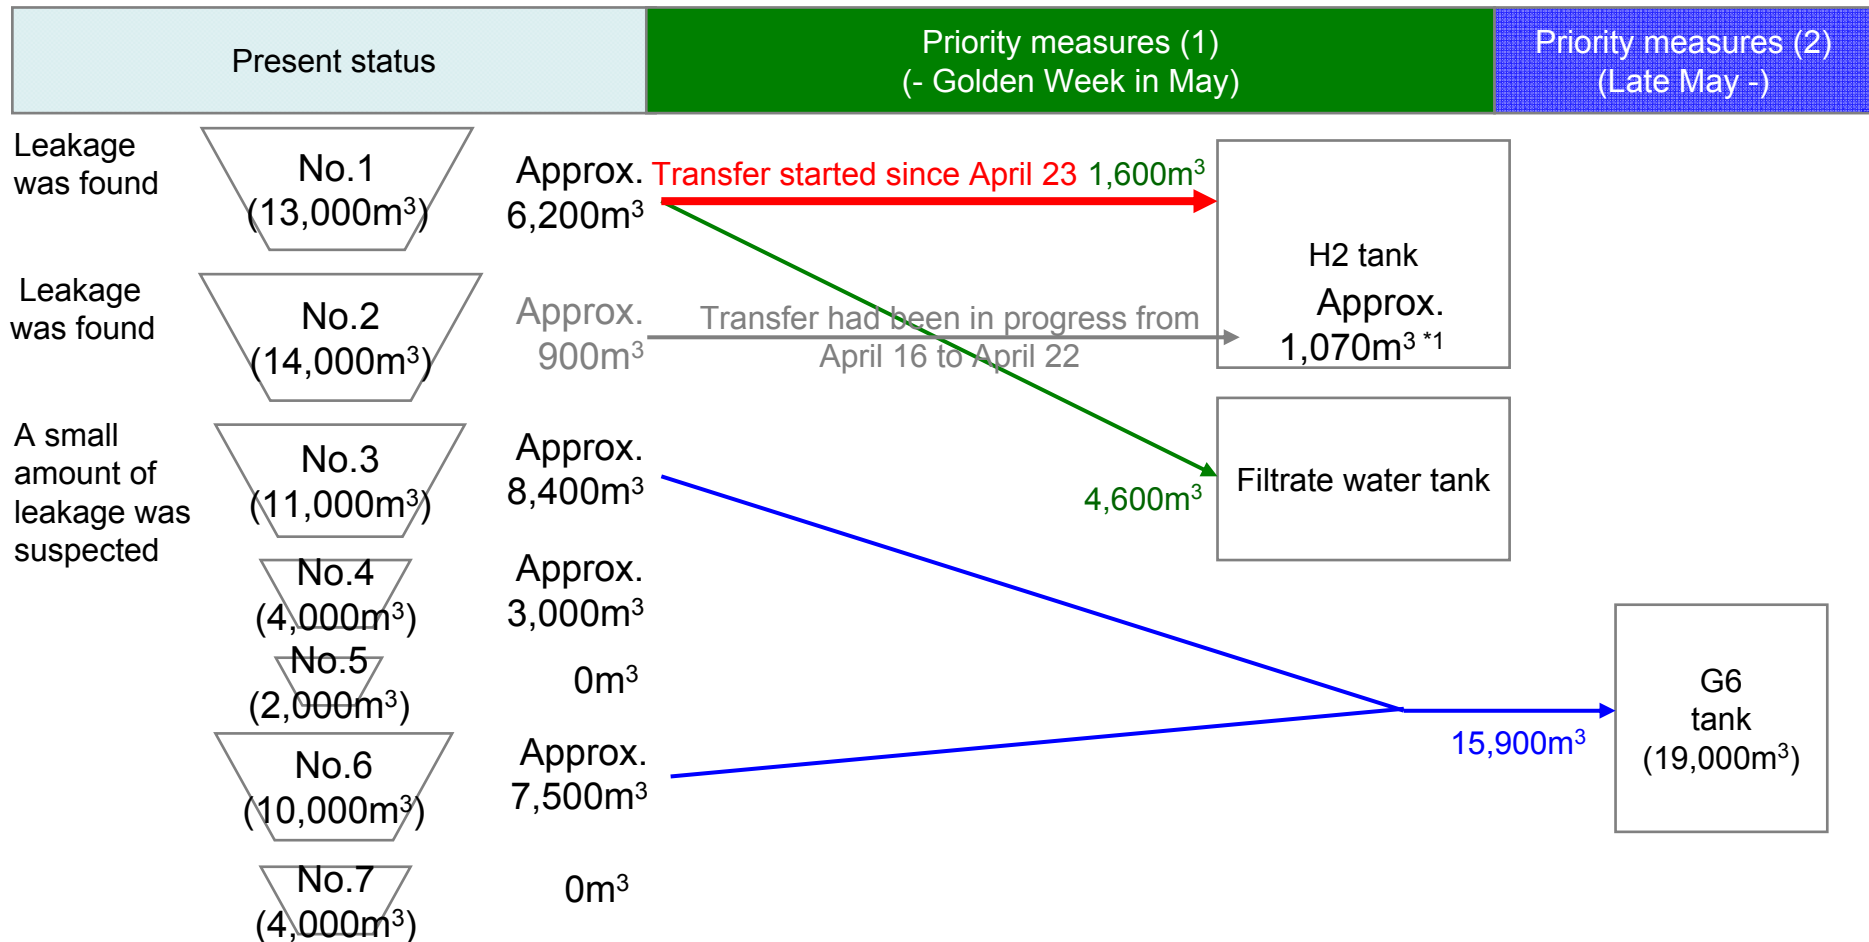 Present status
Priority measures (1)
(- Golden Week in May)
Priority measures (2)
(Late May -)
Leakage
was found
No.1
(13,000m³)
Approx.
6,200m³
Transfer started since April 23 1,600m³
Leakage
was found
No.2
(14,000m³)
Approx.
900m³
Transfer had been in progress from
April 16 to April 22
H2 tank
Approx.
1,070m³ *1
A small
amount of
leakage was
suspected
No.3
(11,000m³)
Approx.
8,400m³
4,600m³
Filtrate water tank
No.4
(4,000m³)
Approx.
3,000m³
No.5
(2,000m³)
0m³
No.6
(10,000m³)
Approx.
7,500m³
15,900m³
G6
tank
(19,000m³)
No.7
(4,000m³)
0m³